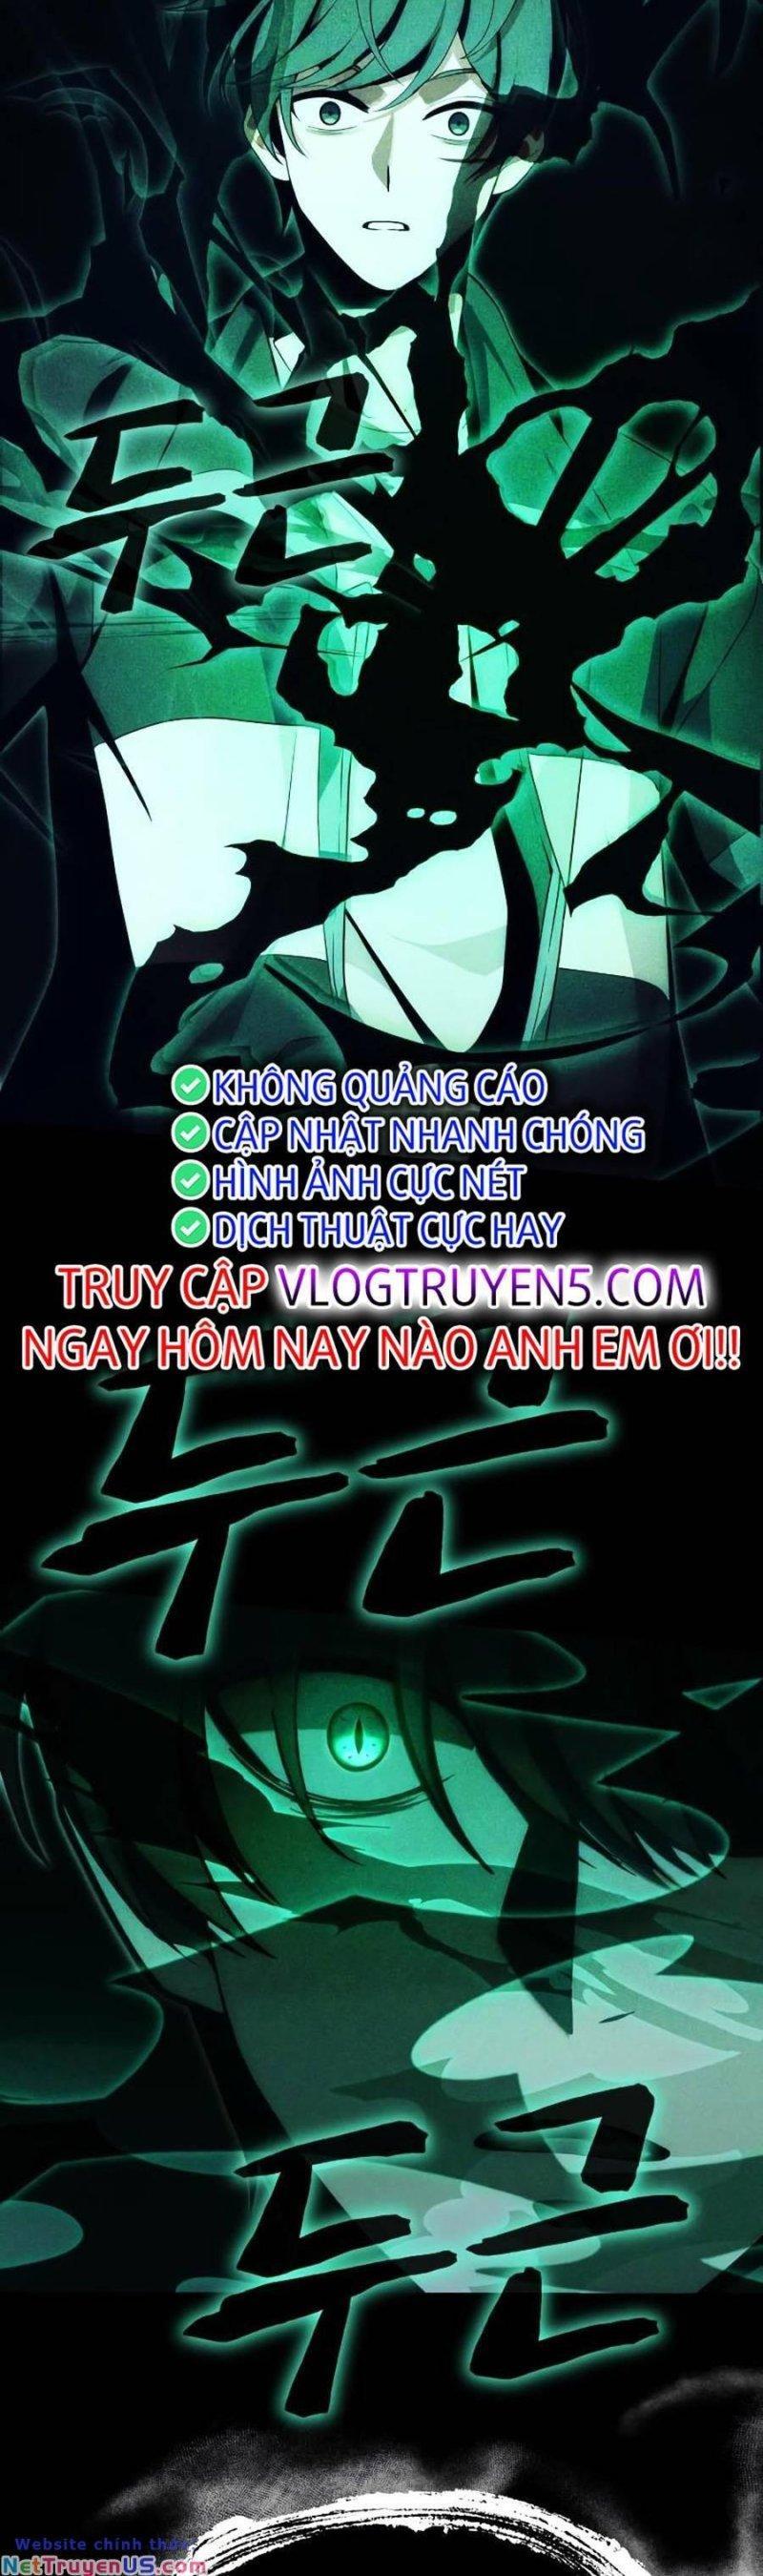 두근
KHÔNG QUẢNG CÁO
CẬP NHẬT NHANH CHÓNG
HÌNH ẢNH CỰC NÉT
DỊCH THUẬT CỰC HAY
TRUY CẬP VLOGTRUYEN5.COM
NGAY HÔM NAY NÀO ANH EM ƠI!!
두근
두근
Website chính thức
NetTruyenUS.com